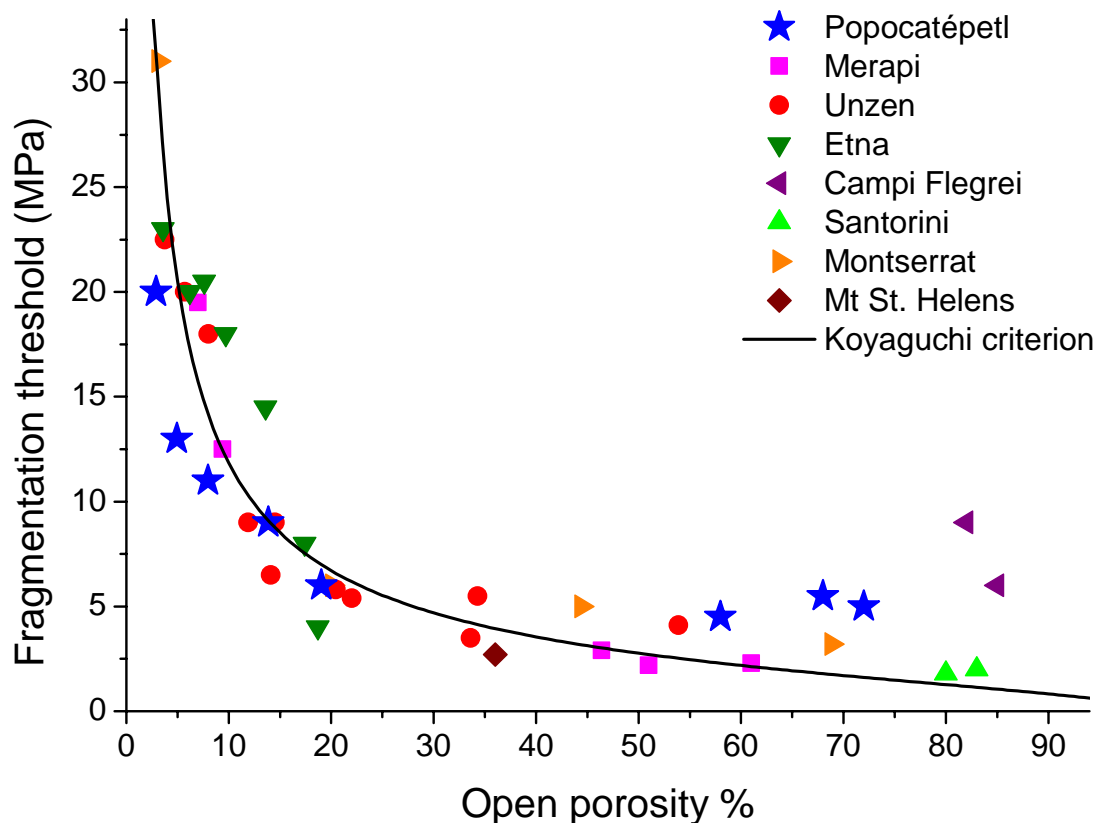 Popocatépetl
Merapi
Unzen
Etna
Campi Flegrei
Santorini
Montserrat
Mt St. Helens
Koyaguchi criterion
Fragmentation threshold (MPa)
30
25
20
15
10
5
0
0 10 20 30 40 50 60 70 80 90
Open porosity %